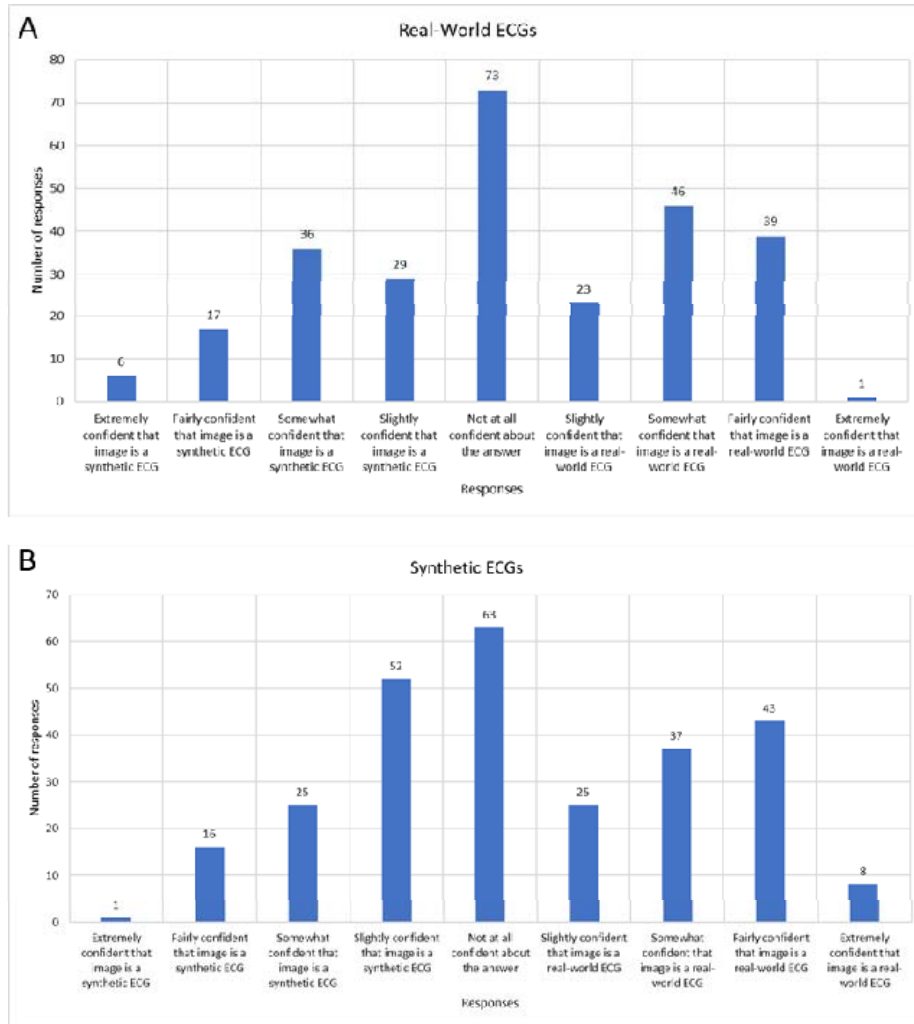 A
Real-World ECGs
Number of responses
80
70
60
50
40
30
20
10
0
6
17
36
29
73
23
46
39
1
Extremely
confident that
image is a
synthetic ECG
Fairly confident
that image is a
synthetic ECG
Somewhat
confident that
image is a
synthetic ECG
Slightly
confident that
image is a
synthetic ECG
Not at all
confident about
the answer
Slightly
confident that
image is a real-
world ECG
Somewhat
confident that
image is a real-
world ECG
Fairly confident
that image is a
real-world ECG
Extremely
confident that
image is a real-
world ECG
Responses
B
Synthetic ECGs
Number of responses
70
60
50
40
30
20
10
0
1
16
25
52
63
25
37
43
8
Extremely
confident that
image is a
synthetic ECG
Fairly confident
that image is a
synthetic ECG
Somewhat
confident that
image is a
synthetic ECG
Slightly confident
that image is a
synthetic ECG
Not at all
confident about
the answer
Slightly confident
that image is a
real-world ECG
Somewhat
confident that
image is a real-
world ECG
Fairly confident
that image is a
real-world ECG
Extremely
confident that
image is a real-
world ECG
Responses